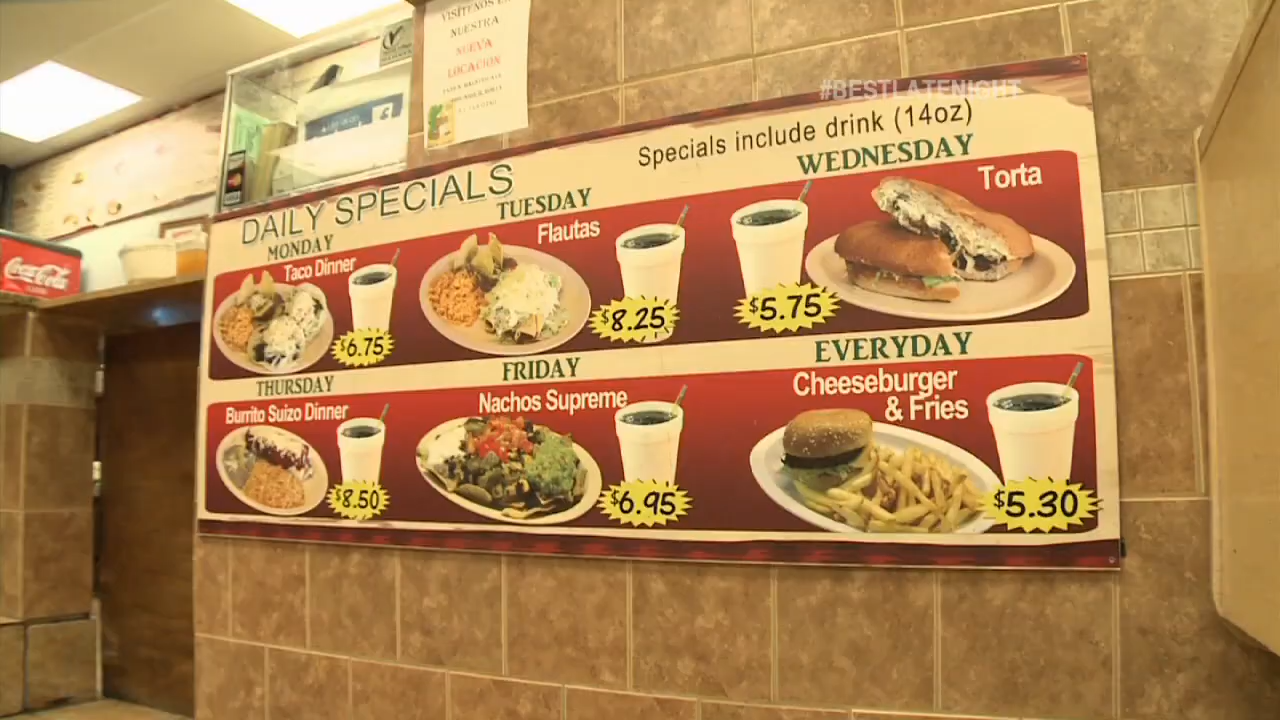 VISÍTENOS EN
NUESTRA
NUEVA
LOCACION
#BESTLATENIGHT
Specials include drink (14oz)
DAILY SPECIALS
MONDAY
Taco Dinner
$6.75
TUESDAY
Flautas
$8.25
WEDNESDAY
Torta
$5.75
THURSDAY
Burrito Suizo Dinner
$8.50
FRIDAY
Nachos Supreme
$6.95
EVERYDAY
Cheeseburger
& Fries
$5.30
Coca-Cola